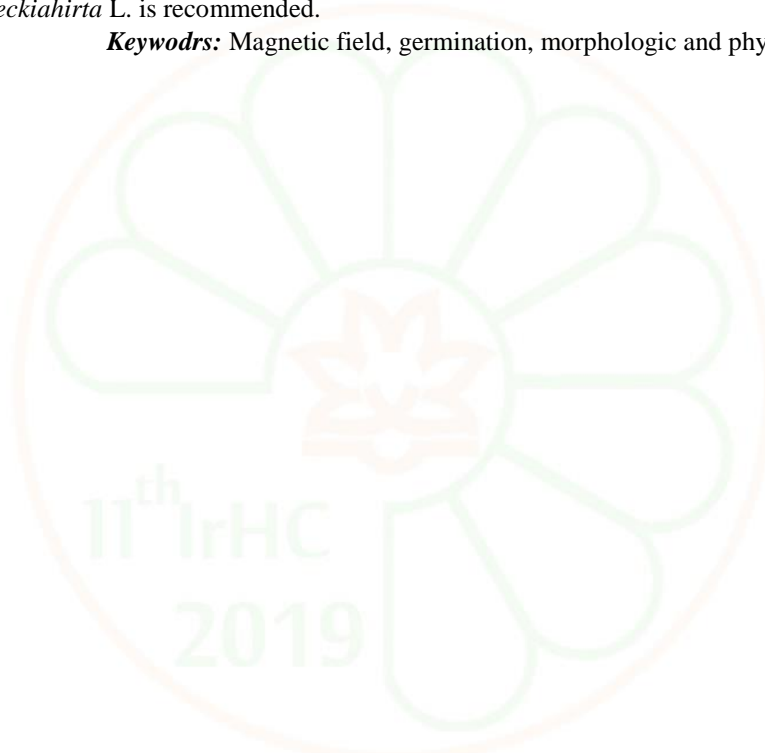 eckiahirta L. is recommended.
Keywodrs: Magnetic field, germination, morphologic and phy
11th IrHC
2019